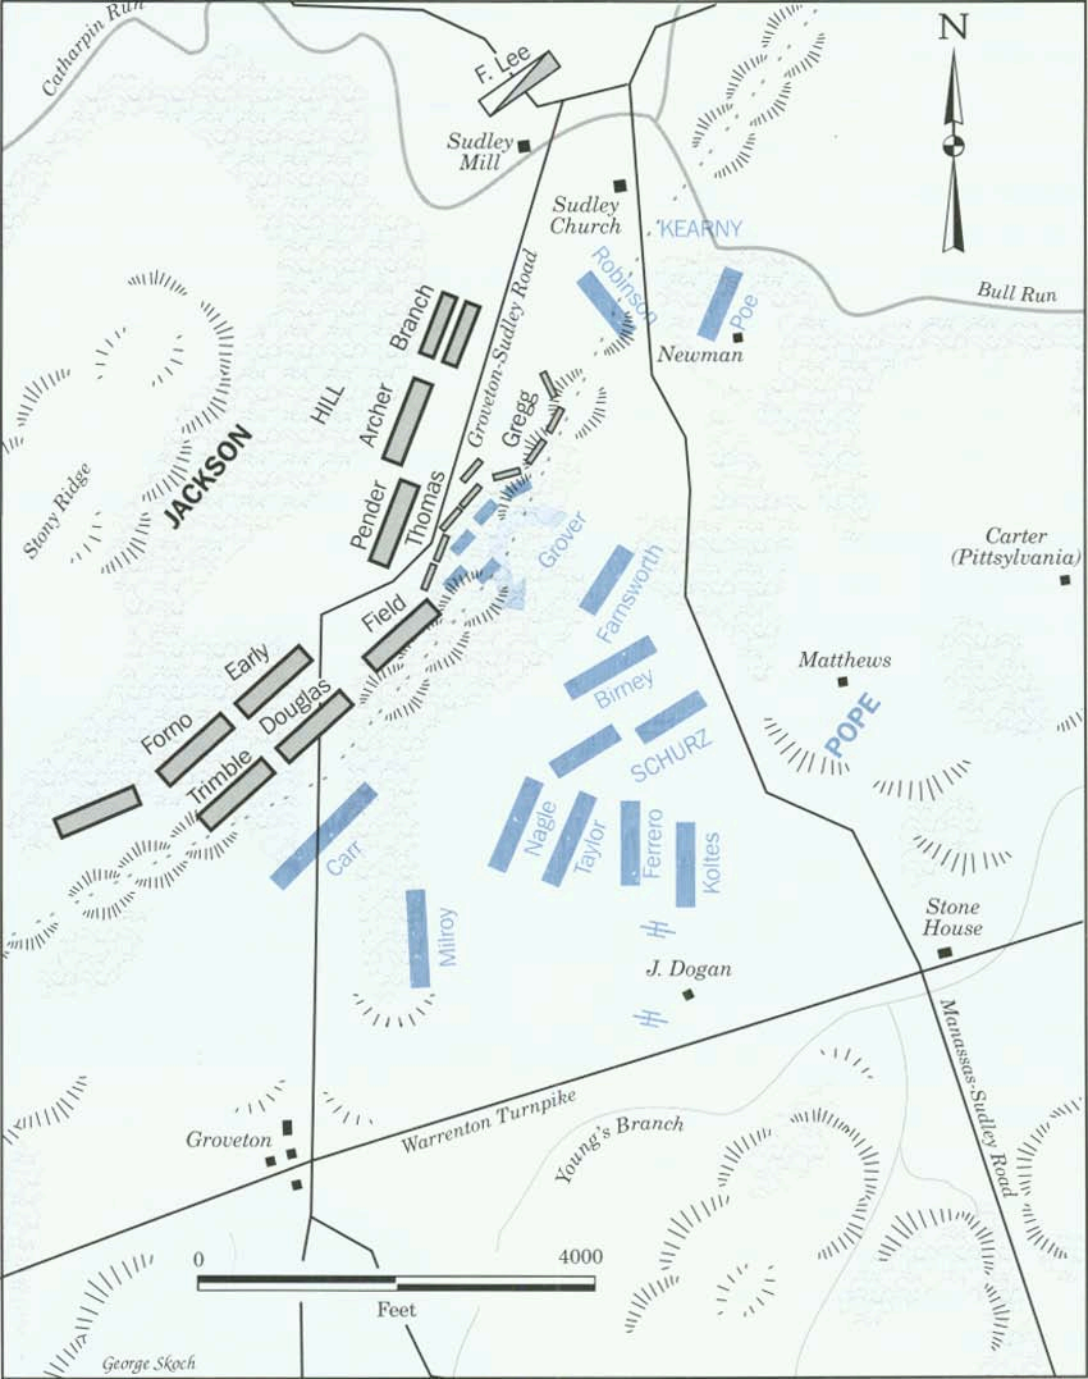 Catharpin Run
N
F. Lee
Sudley
Mill
Sudley
Church
KEARNY
Robinson
Poe
Bull Run
Newman
Branch
Groveton-Sudley Road
HILL
Archer
Gregg
JACKSON
Stony Ridge
Pender
Thomas
Grover
Carter
(Pittsylvania)
Farnsworth
Field
Early
Birney
Matthews
Douglas
Forno
POPE
SCHURZ
Trimble
Nagle
Taylor
Ferrero
Koltes
Carr
Milroy
Stone
House
J. Dogan
Manassas-Sudley Road
Warrenton Turnpike
Young's Branch
Groveton
0
4000
Feet
George Skoch